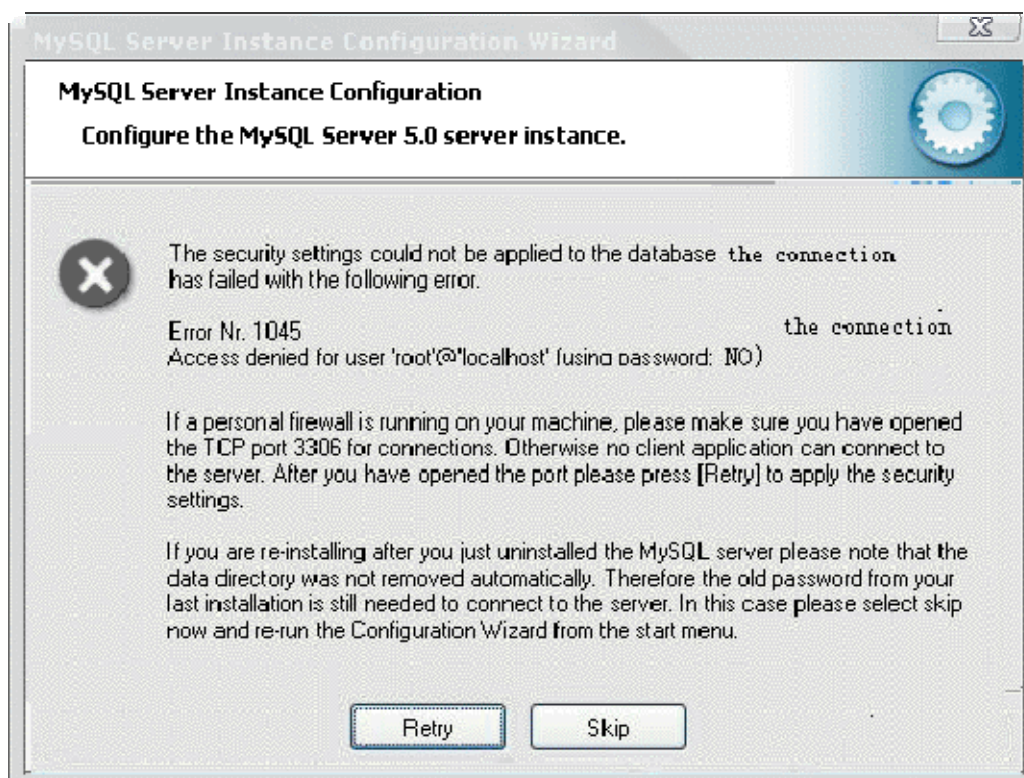 MySQL Server Instance Configuration Wizard
MySQL Server Instance Configuration
Configure the MySQL Server 5.0 server instance.
The security settings could not be applied to the database the connection
has failed with the following error.
Error Nr. 1045 the connection
Access denied for user 'root'@'localhost' (using password: NO)
If a personal firewall is running on your machine, please make sure you have opened
the TCP port 3306 for connections. Otherwise no client application can connect to
the server. After you have opened the port please press [Retry] to apply the security
settings.
If you are re-installing after you just uninstalled the MySQL server please note that the
data directory was not removed automatically. Therefore the old password from your
last installation is still needed to connect to the server. In this case please select skip
now and re-run the Configuration Wizard from the start menu.
Retry Skip